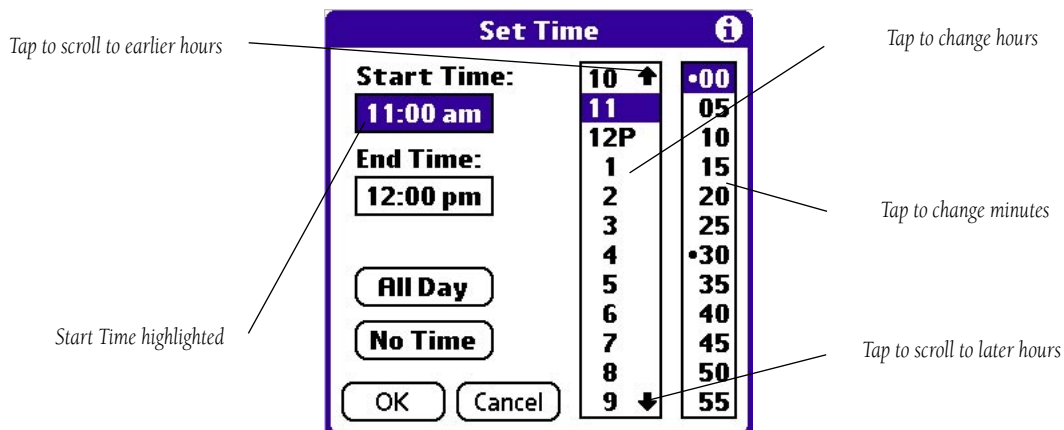 Set Time
Tap to scroll to earlier hours
Start Time:
11:00 am
End Time:
12:00 pm
All Day
No Time
OK
Cancel
Start Time highlighted
10
11
12P
1
2
3
4
5
6
7
8
9
•00
05
10
15
20
25
•30
35
40
45
50
55
Tap to change hours
Tap to change minutes
Tap to scroll to later hours